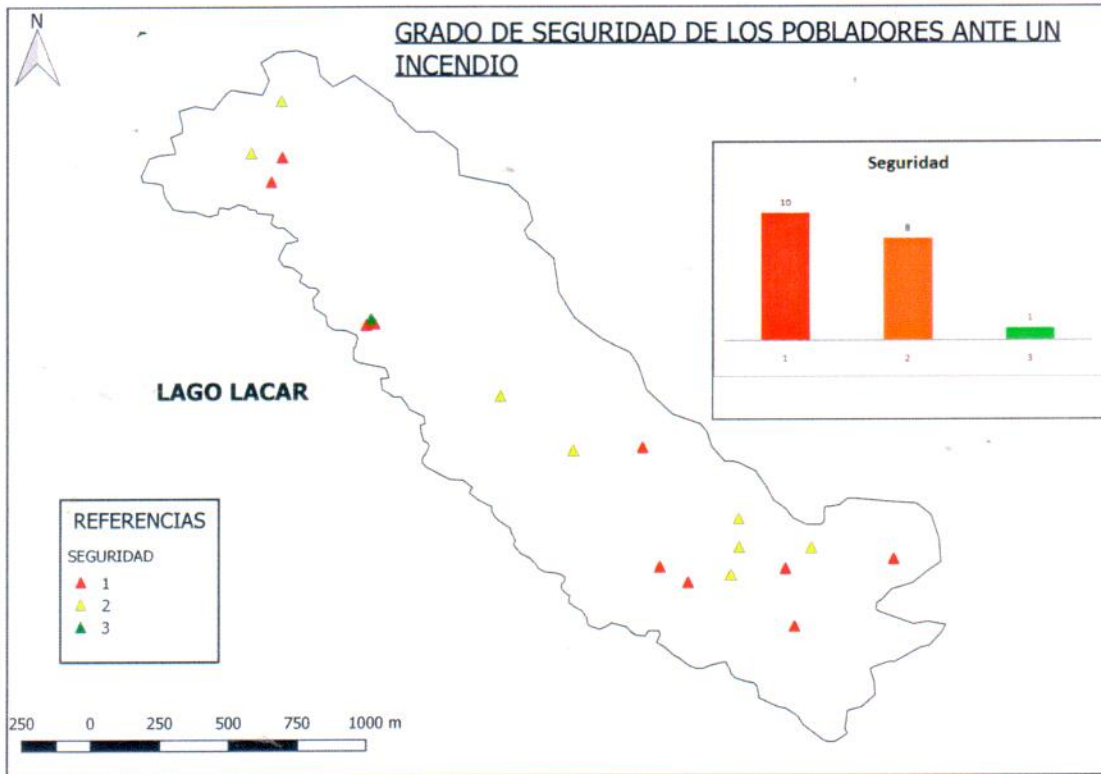 N
GRADO DE SEGURIDAD DE LOS POBLADORES ANTE UN
INCENDIO
Seguridad
10
8
1
1
2
3
LAGO LACAR
REFERENCIAS
SEGURIDAD
1
2
3
250 0 250 500 750 1000 m